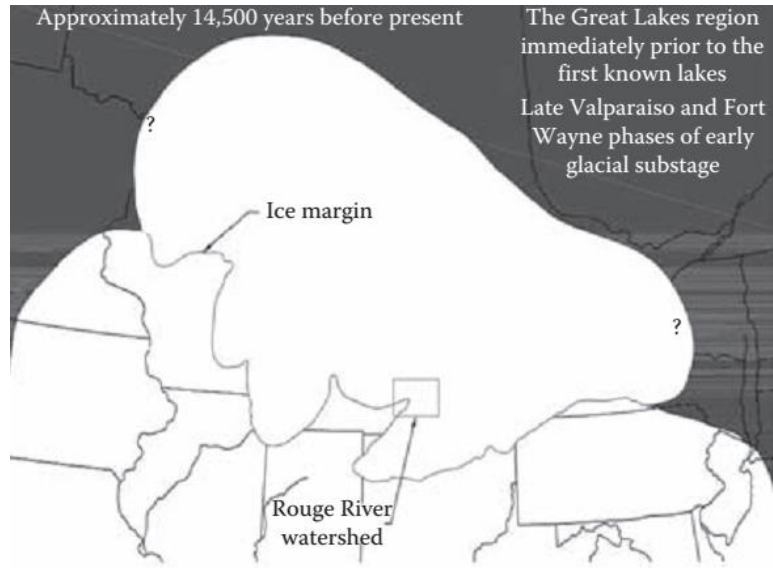 Approximately 14,500 years before present
The Great Lakes region
immediately prior to the
first known lakes
Late Valparaiso and Fort
Wayne phases of early
glacial substage
?
Ice margin
?
Rouge River
watershed